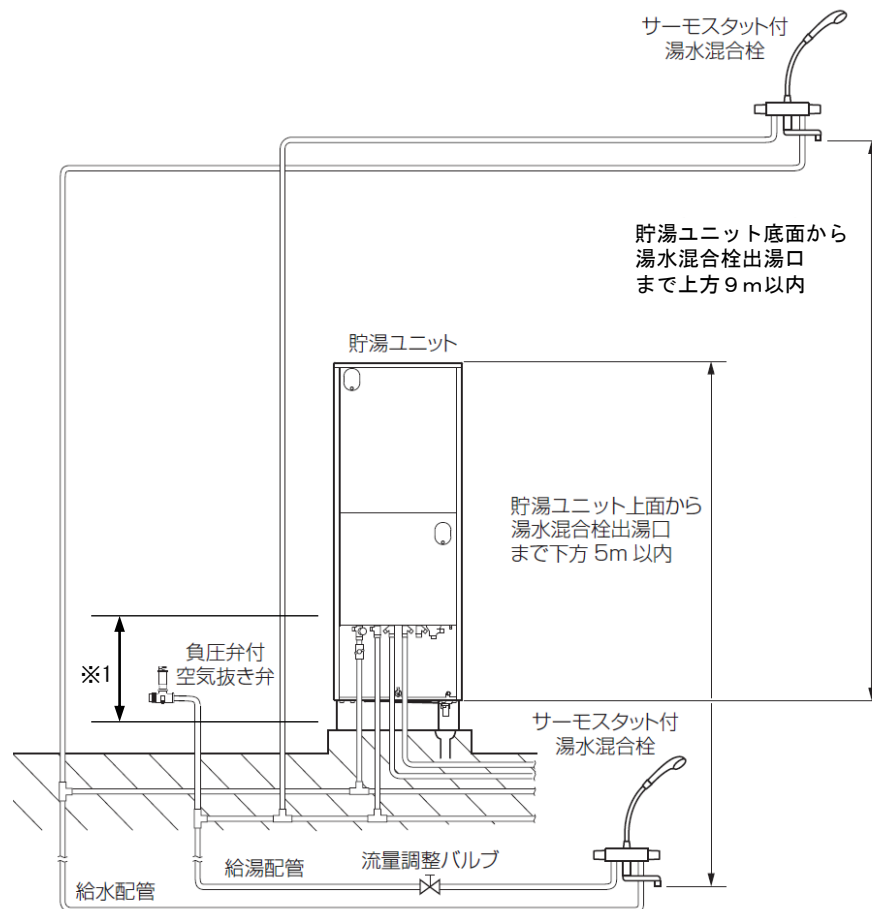 サーモスタット付
湯水混合栓
貯湯ユニット底面から
湯水混合栓出湯口
まで上方9m以内
貯湯ユニット
貯湯ユニット上面から
湯水混合栓出湯口
まで下方5m以内
※1
負圧弁付
空気抜き弁
サーモスタット付
湯水混合栓
給湯配管
流量調整バルブ
給水配管